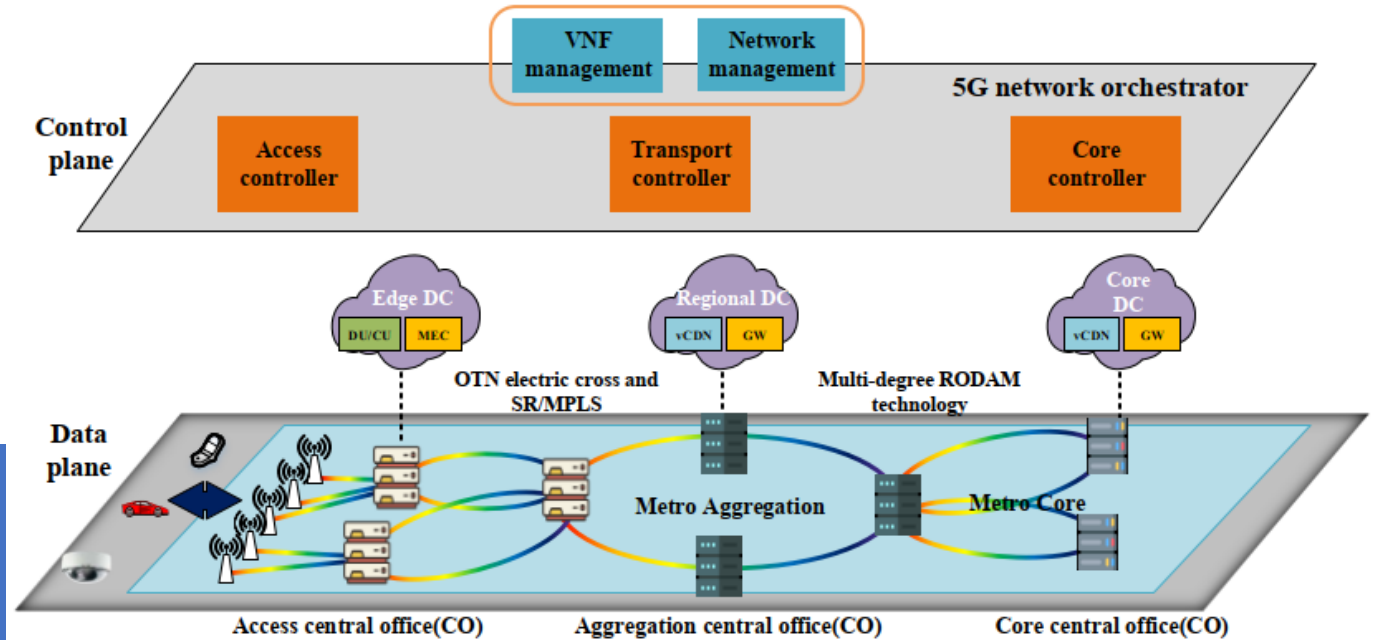 VNF
management
Network
management
5G network orchestrator
Control
plane
Access
controller
Transport
controller
Core
controller
Edge DC
DU/CU
MEC
Regional DC
vCDN
GW
Core
DC
vCDN
GW
OTN electric cross and
SR/MPLS
Multi-degree RODAM
technology
Data
plane
Metro Aggregation
Metro Core
Access central office(CO)
Aggregation central office(CO)
Core central office(CO)